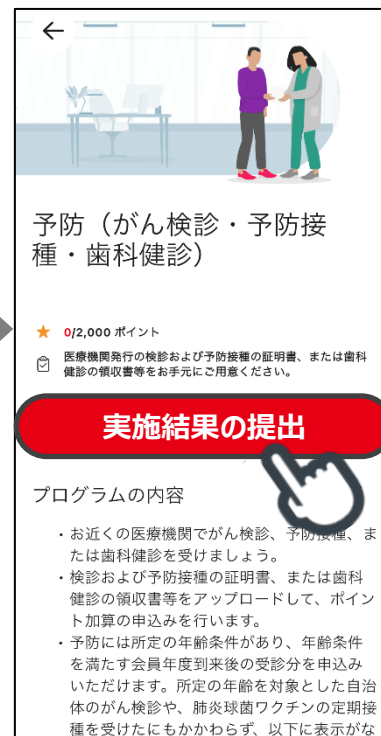 予防（がん検診・予防接
種・歯科健診）
0/2,000 ポイント
医療機関発行の検診および予防接種の証明書、または歯科
健診の領収書等をお手元にご用意ください。
実施結果の提出
プログラムの内容
・お近くの医療機関でがん検診、予防接種、ま
たは歯科健診を受けましょう。
・検診および予防接種の証明書、または歯科
健診の領収書等をアップロードして、ポイン
ト加算の申込みを行います。
・予防には所定の年齢条件があり、年齢条件
を満たす会員年度到来後の受診分を申込み
いただけます。所定の年齢を対象とした自治
体のがん検診や、肺炎球菌ワクチンの定期接
種を受けたにもかかわらず、以下に表示がな